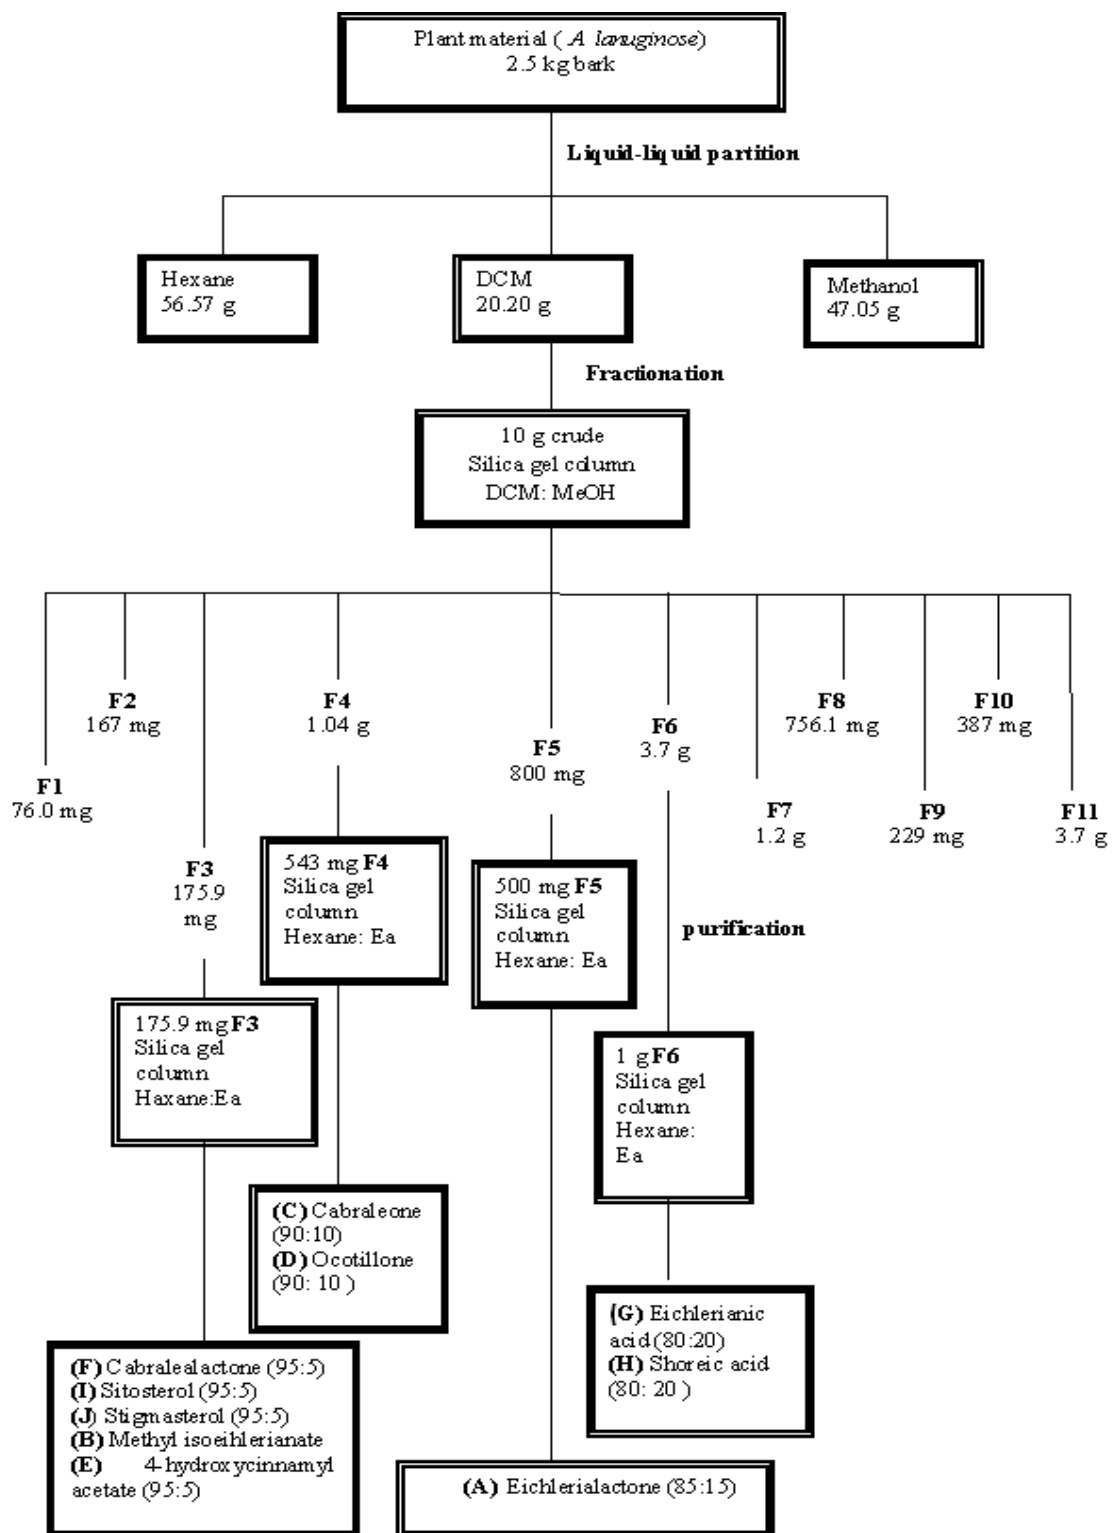 Plant material ( A lanuginose)
2.5 kg bark
Liquid-liquid partition
Hexane
56.57 g
DCM
20.20 g
Methanol
47.05 g
Fractionation
10 g crude
Silica gel column
DCM: MeOH
F1
76.0 mg
F2
167 mg
F3
175.9
mg
F4
1.04 g
F5
800 mg
F6
3.7 g
F7
1.2 g
F8
756.1 mg
F9
229 mg
F10
387 mg
F11
3.7 g
543 mg F4
Silica gel
column
Hexane: Ea
500 mg F5
Silica gel
column
Hexane: Ea
purification
175.9 mg F3
Silica gel
column
Haxane:Ea
1 g F6
Silica gel
column
Hexane:
Ea
(C) Cabraleone
(90:10)
(D) Ocotillone
(90: 10 )
(G) Eichlerianic
acid (80:20)
(H) Shoreic acid
(80: 20 )
(F) Cabralealactone (95:5)
(I) Sitosterol (95:5)
(J) Stigmasterol (95:5)
(B) Methyl isoeihlerianate
(E) 4-hydroxycinnamyl
acetate (95:5)
(A) Eichlerialactone (85:15)